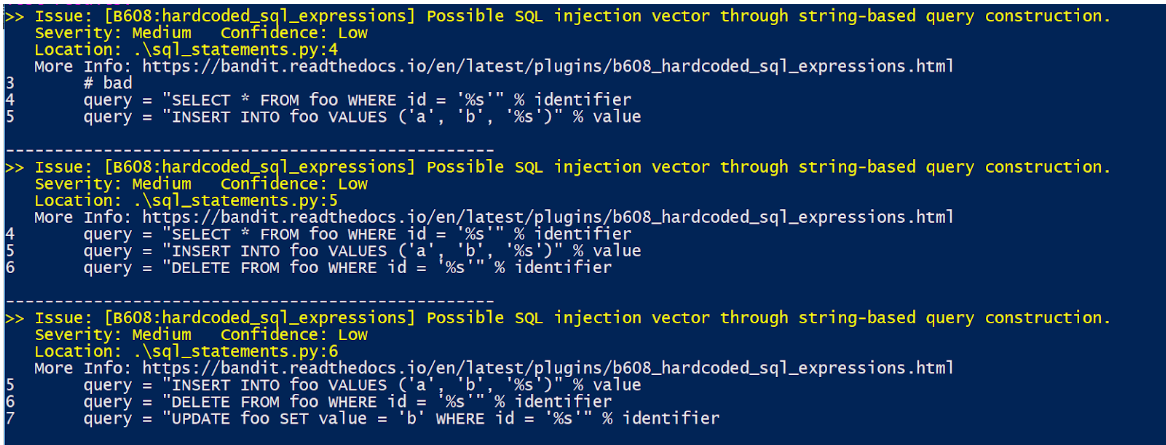 >> Issue: [B608:hardcoded_sql_expressions] Possible SQL injection vector through string-based query construction.
   Severity: Medium   Confidence: Low
   Location: .\sql_statements.py:4
   More Info: https://bandit.readthedocs.io/en/latest/plugins/b608_hardcoded_sql_expressions.html
3       # bad
4       query = "SELECT * FROM foo WHERE id = '%s'" % identifier
5       query = "INSERT INTO foo VALUES ('a', 'b', '%s')" % value
--------------------------------------------------
>> Issue: [B608:hardcoded_sql_expressions] Possible SQL injection vector through string-based query construction.
   Severity: Medium   Confidence: Low
   Location: .\sql_statements.py:5
   More Info: https://bandit.readthedocs.io/en/latest/plugins/b608_hardcoded_sql_expressions.html
4       query = "SELECT * FROM foo WHERE id = '%s'" % identifier
5       query = "INSERT INTO foo VALUES ('a', 'b', '%s')" % value
6       query = "DELETE FROM foo WHERE id = '%s'" % identifier
--------------------------------------------------
>> Issue: [B608:hardcoded_sql_expressions] Possible SQL injection vector through string-based query construction.
   Severity: Medium   Confidence: Low
   Location: .\sql_statements.py:6
   More Info: https://bandit.readthedocs.io/en/latest/plugins/b608_hardcoded_sql_expressions.html
5       query = "INSERT INTO foo VALUES ('a', 'b', '%s')" % value
6       query = "DELETE FROM foo WHERE id = '%s'" % identifier
7       query = "UPDATE foo SET value = 'b' WHERE id = '%s'" % identifier